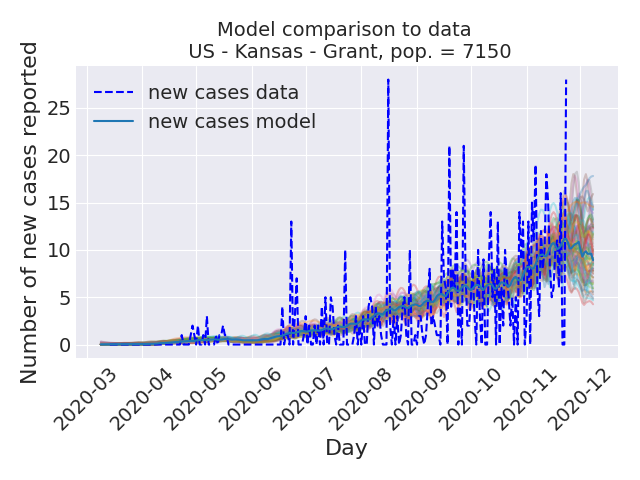 Model comparison to data
US - Kansas - Grant, pop. = 7150
Number of new cases reported
25
20
15
10
5
0
new cases data
new cases model
2020-03
2020-04
2020-05
2020-06
2020-07
2020-08
2020-09
2020-10
2020-11
2020-12
Day